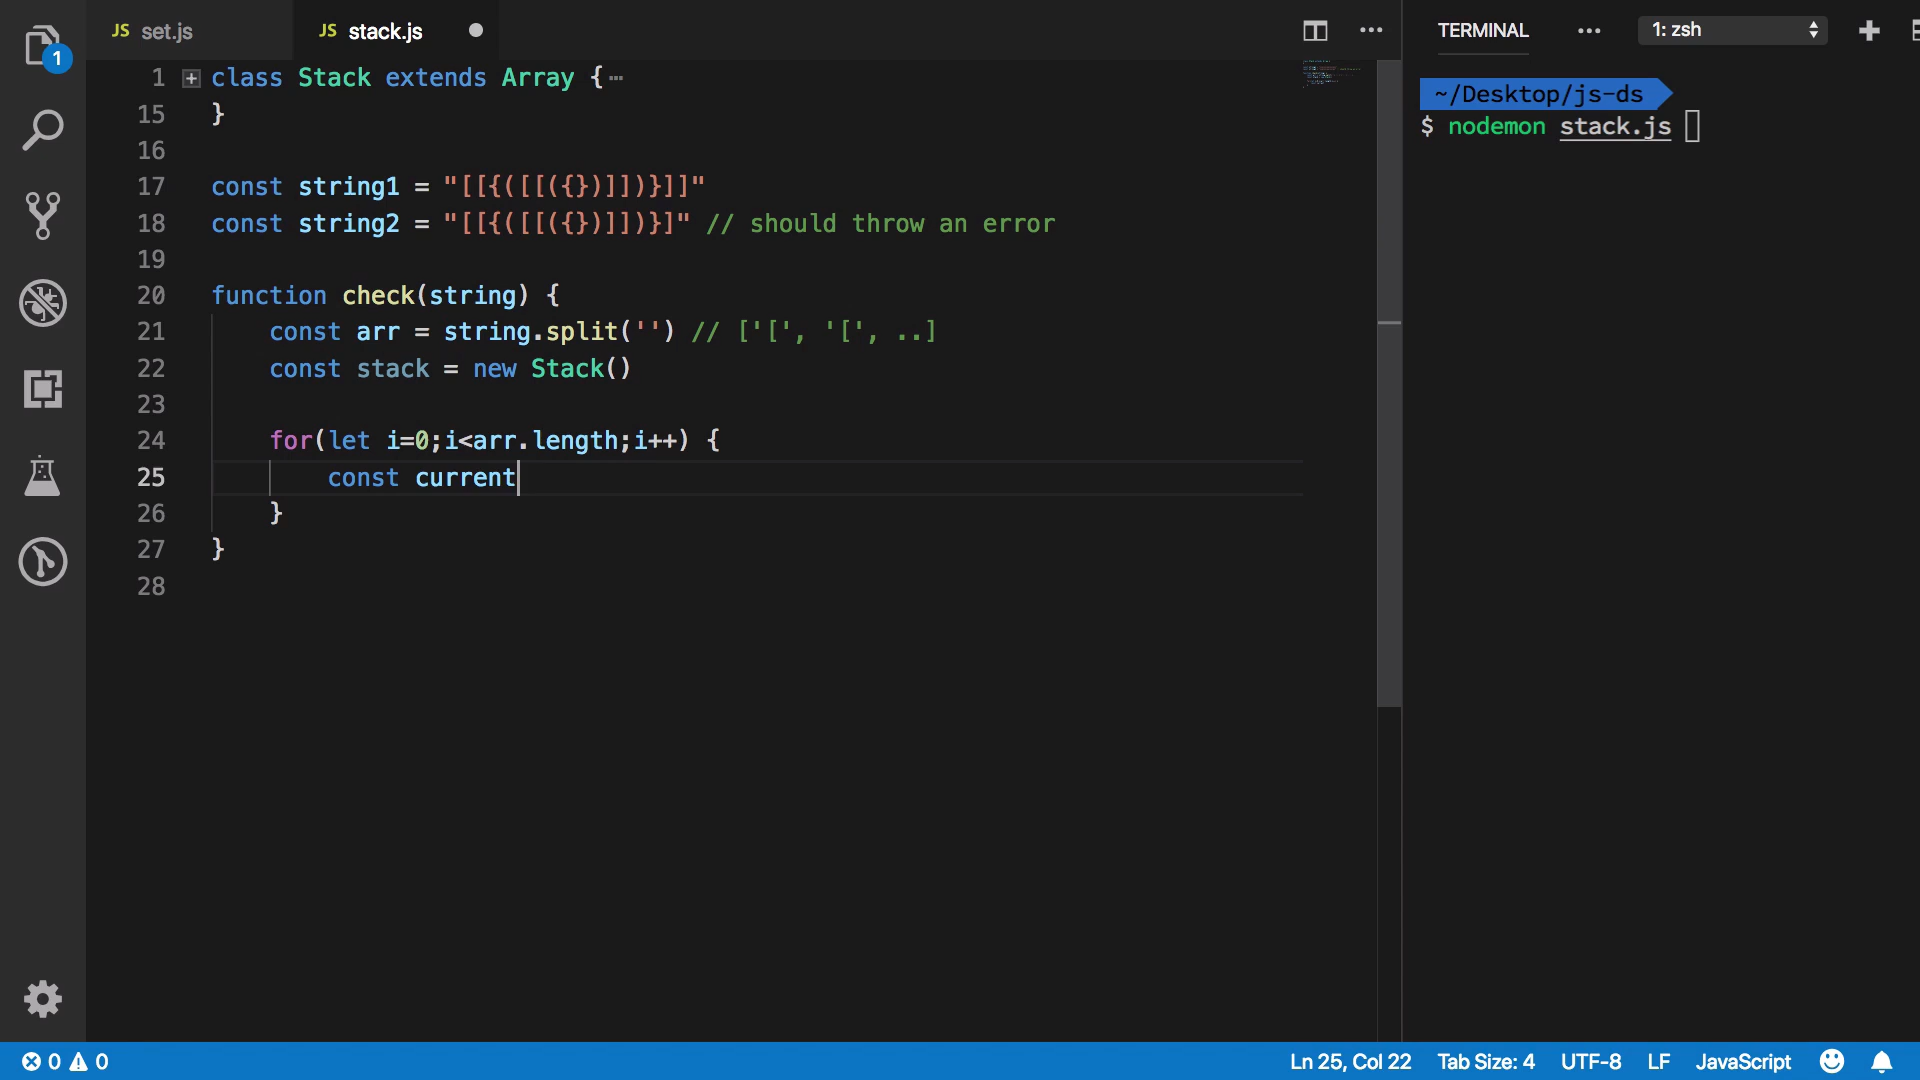 JS set.js
JS stack.js
TERMINAL
1: zsh
1
1 class Stack extends Array {
15 }
16
17 const string1 = "[[{([[({})]])}]]"
18 const string2 = "[[{([[({})]])}]" // should throw an error
19
20 function check(string) {
21 const arr = string.split('') // ['[', '[', ..]
22 const stack = new Stack()
23
24 for(let i=0;i<arr.length;i++) {
25 const current
26 }
27 }
28
~/Desktop/js-ds
$ nodemon stack.js
0 0
Ln 25, Col 22 Tab Size: 4 UTF-8 LF JavaScript